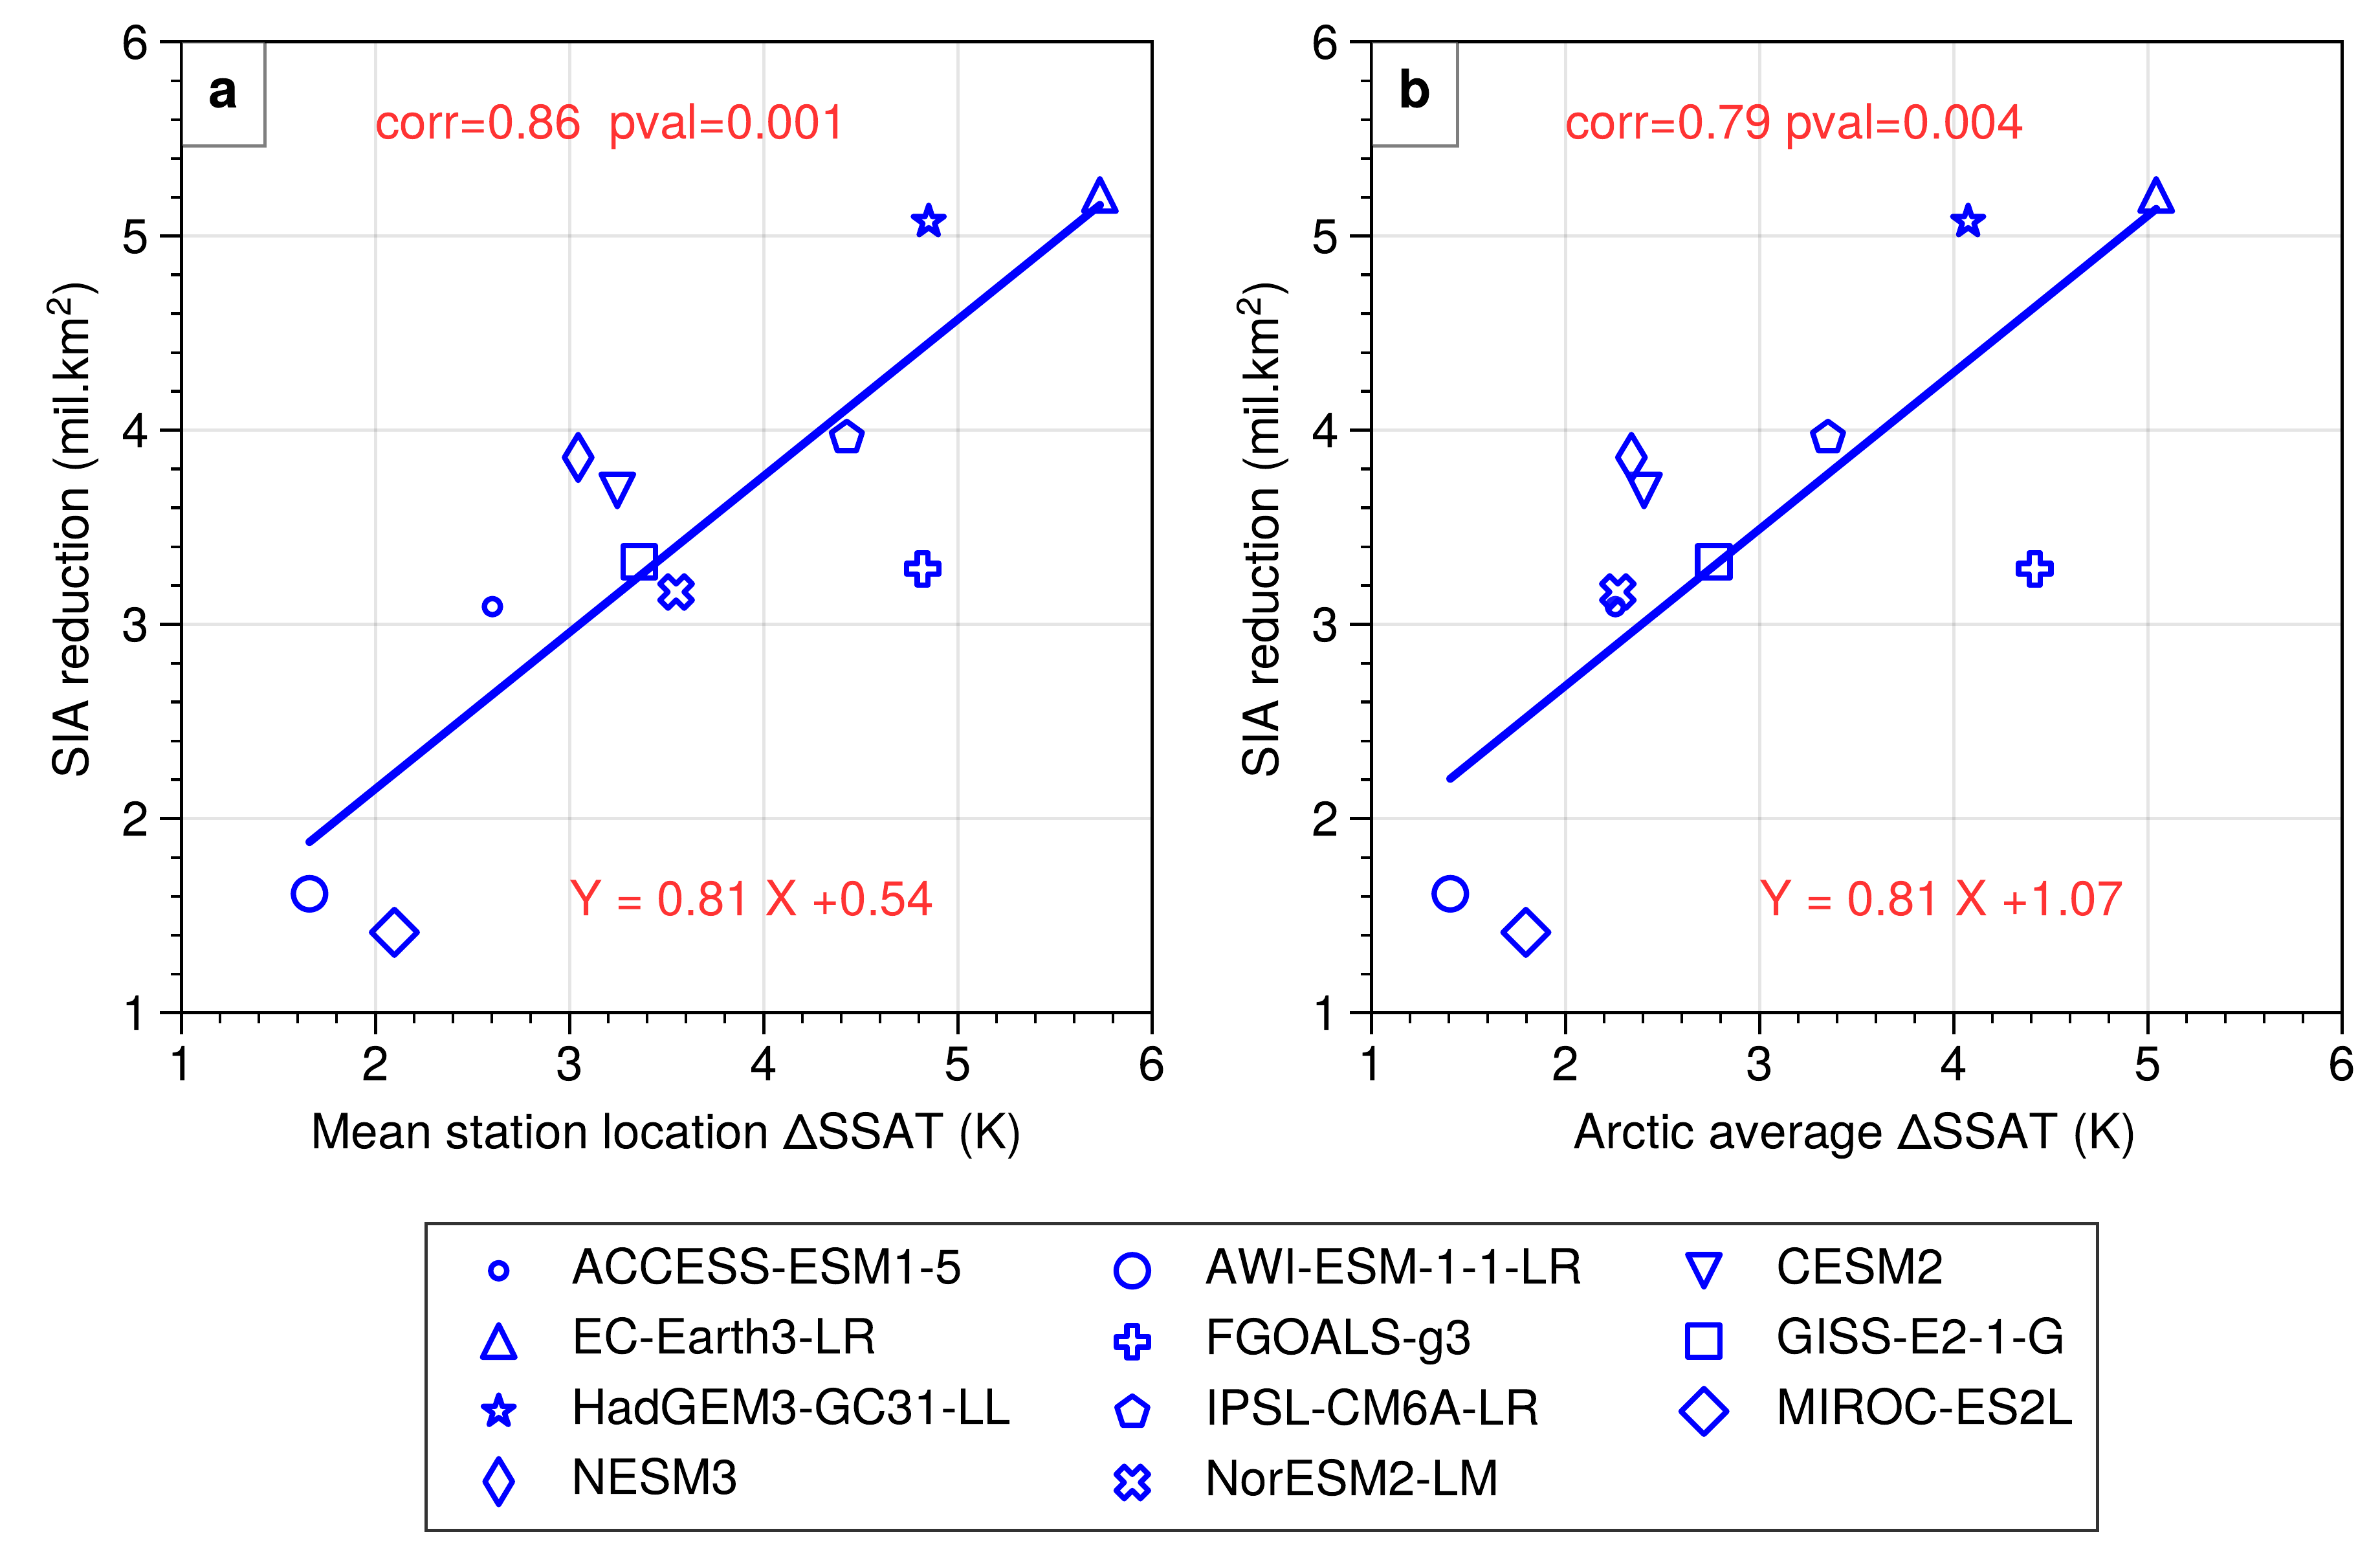 a
corr=0.86 pval=0.001
6
5
4
3
2
1
SIA reduction (mil.km²)
Y = 0.81 X +0.54
1 2 3 4 5 6
Mean station location ΔSSAT (K)
b
corr=0.79 pval=0.004
6
5
4
3
2
1
SIA reduction (mil.km²)
Y = 0.81 X +1.07
1 2 3 4 5 6
Arctic average ΔSSAT (K)
ACCESS-ESM1-5 AWI-ESM-1-1-LR CESM2
EC-Earth3-LR FGOALS-g3 GISS-E2-1-G
HadGEM3-GC31-LL IPSL-CM6A-LR MIROC-ES2L
NESM3 NorESM2-LM